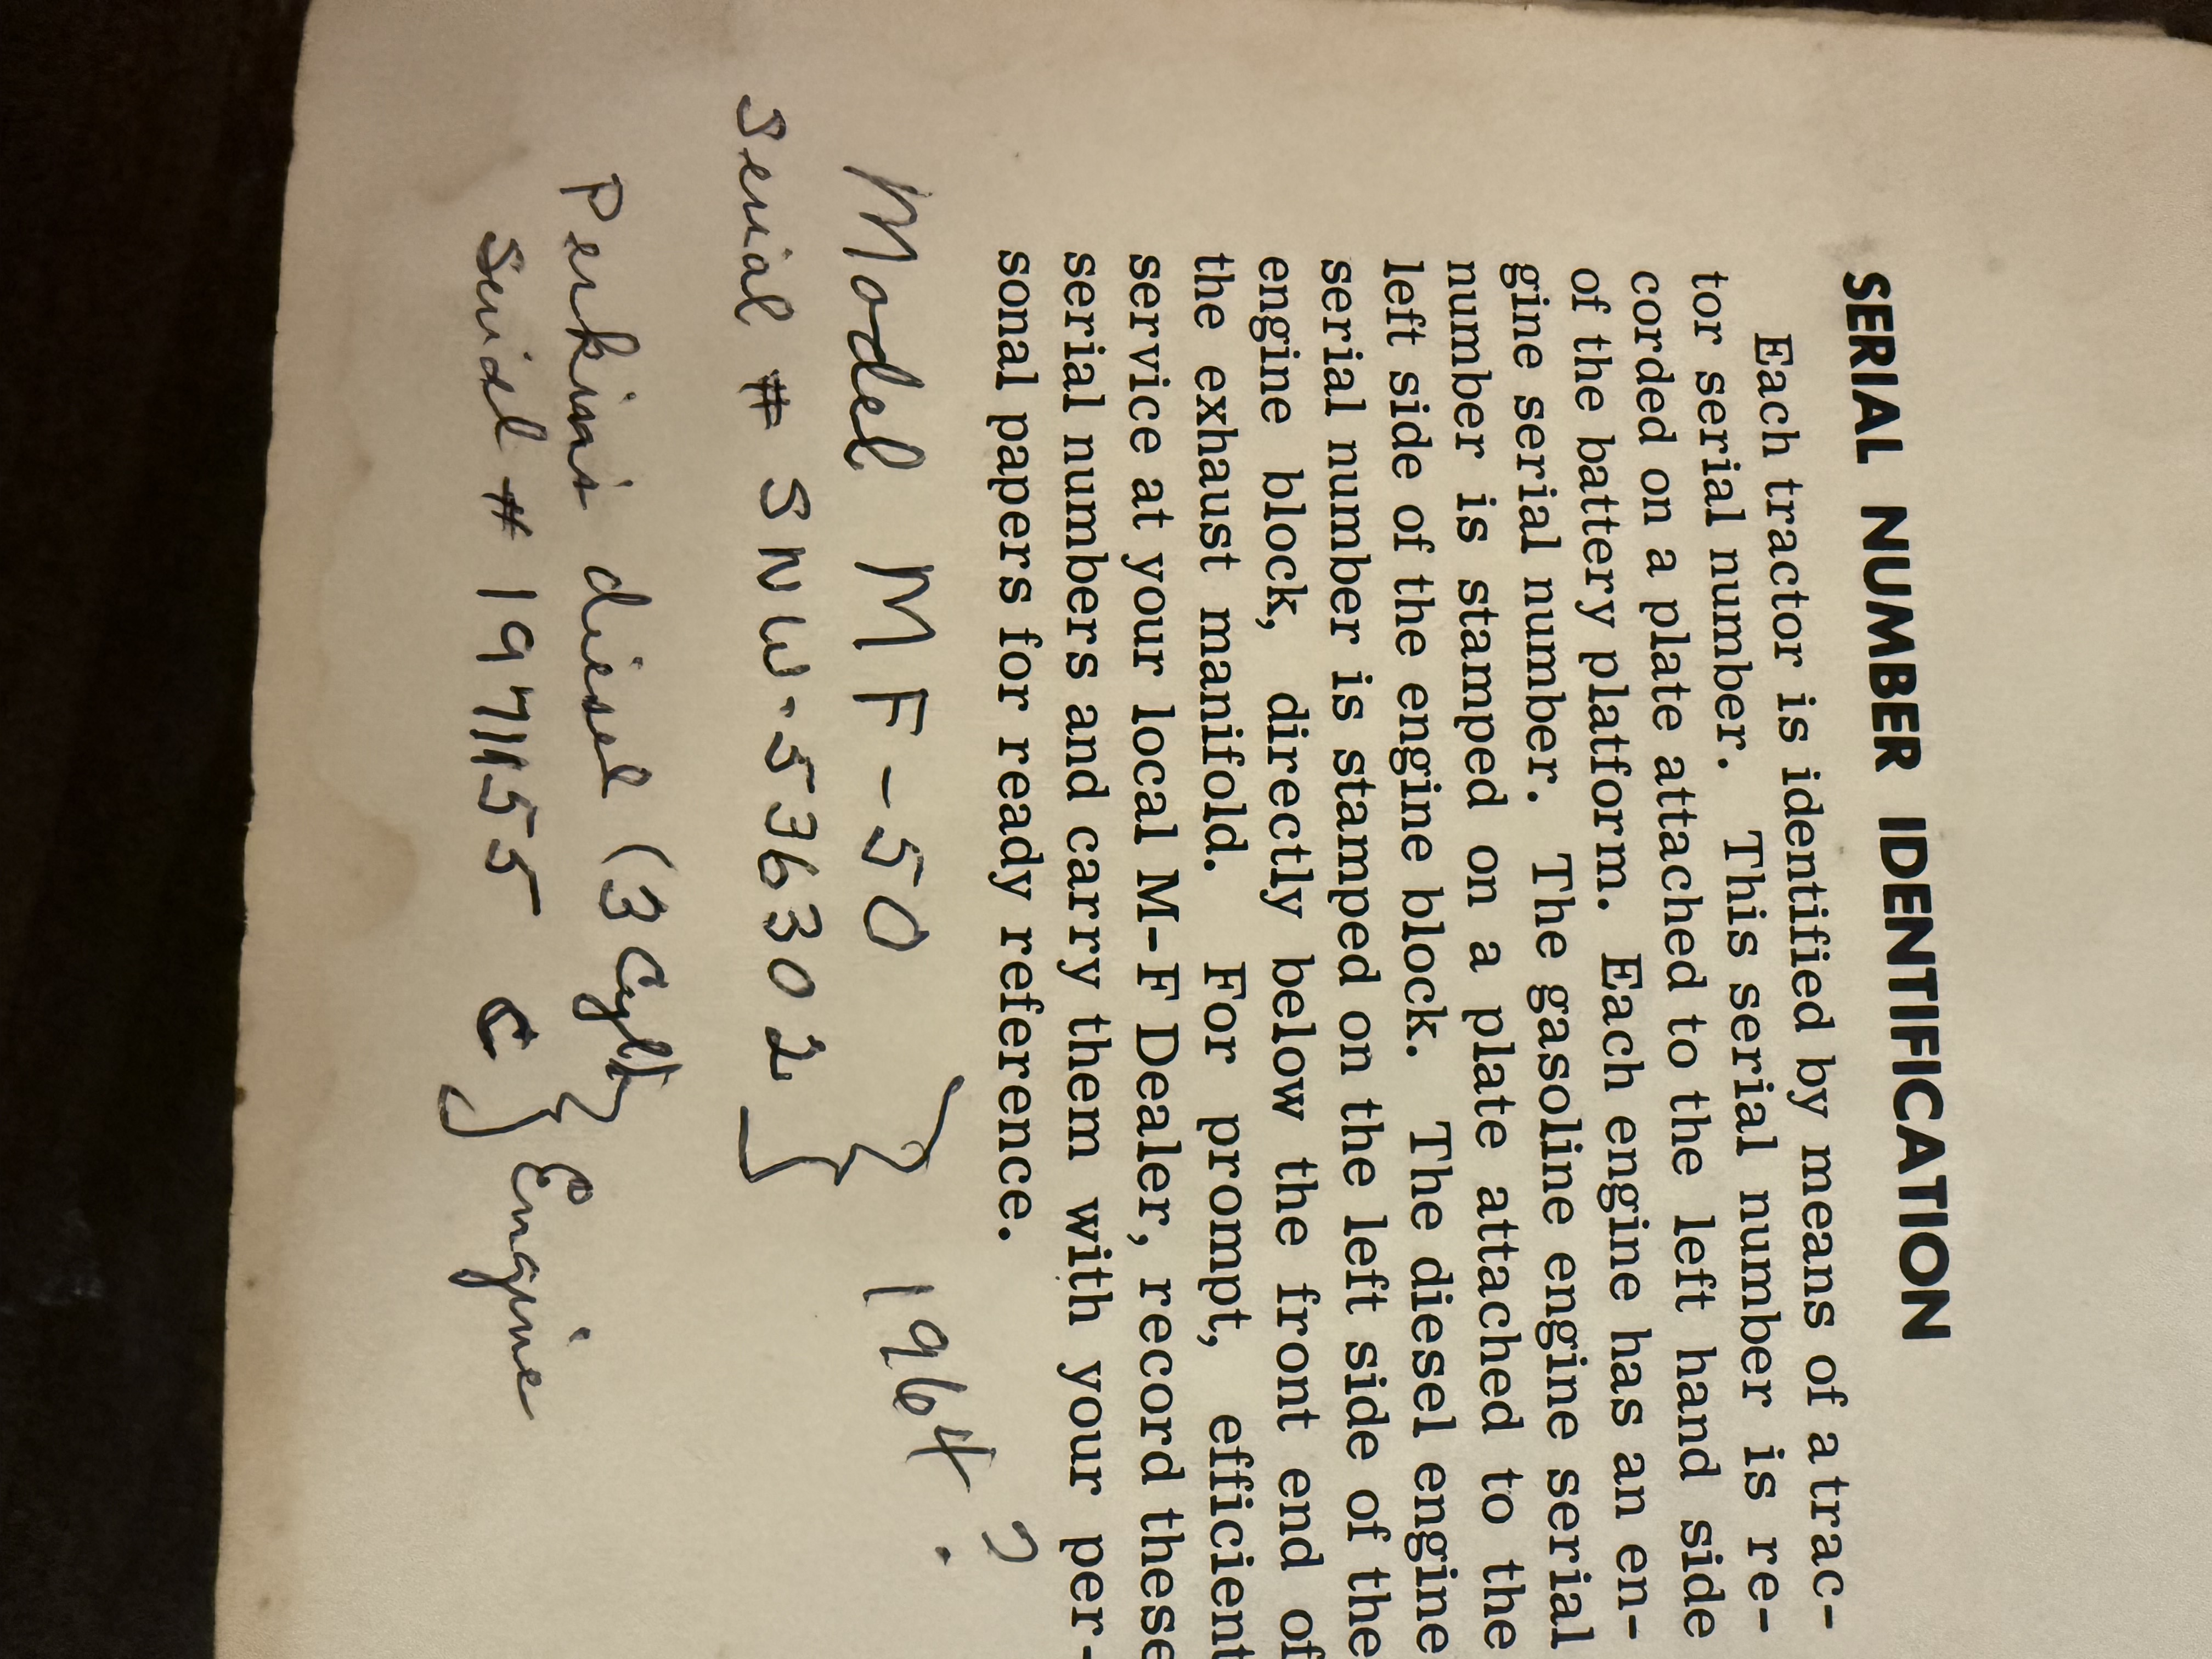 SERIAL NUMBER IDENTIFICATION
Each tractor is identified by means of a trac-
tor serial number. This serial number is re-
corded on a plate attached to the left hand side
of the battery platform. Each engine has an en-
gine serial number. The gasoline engine serial
number is stamped on a plate attached to the
left side of the engine block. The diesel engine
serial number is stamped on the left side of the
engine block, directly below the front end of
the exhaust manifold. For prompt, efficient
service at your local M-F Dealer, record these
serial numbers and carry them with your per-
sonal papers for ready reference.
Model MF-50 } 1964 ?
Serial # SNW-536302
Perkins diesel (3 Cyl) } Engine
Serial # 1971155 C